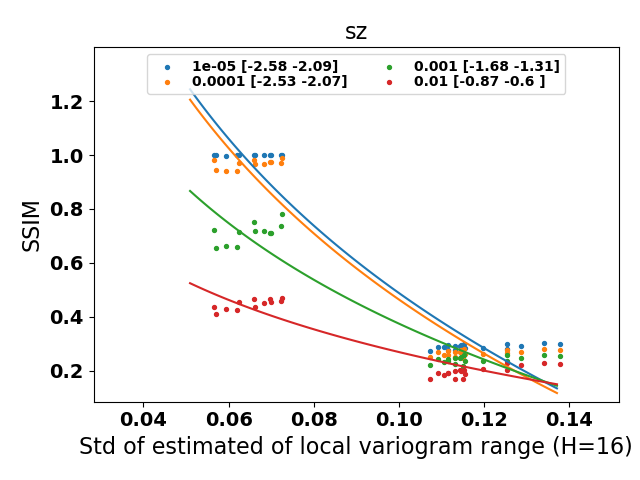 sz
1e-05 [-2.58 -2.09]
0.0001 [-2.53 -2.07]
0.001 [-1.68 -1.31]
0.01 [-0.87 -0.6 ]
SSIM
1.2
1.0
0.8
0.6
0.4
0.2
0.04 0.06 0.08 0.10 0.12 0.14
Std of estimated of local variogram range (H=16)